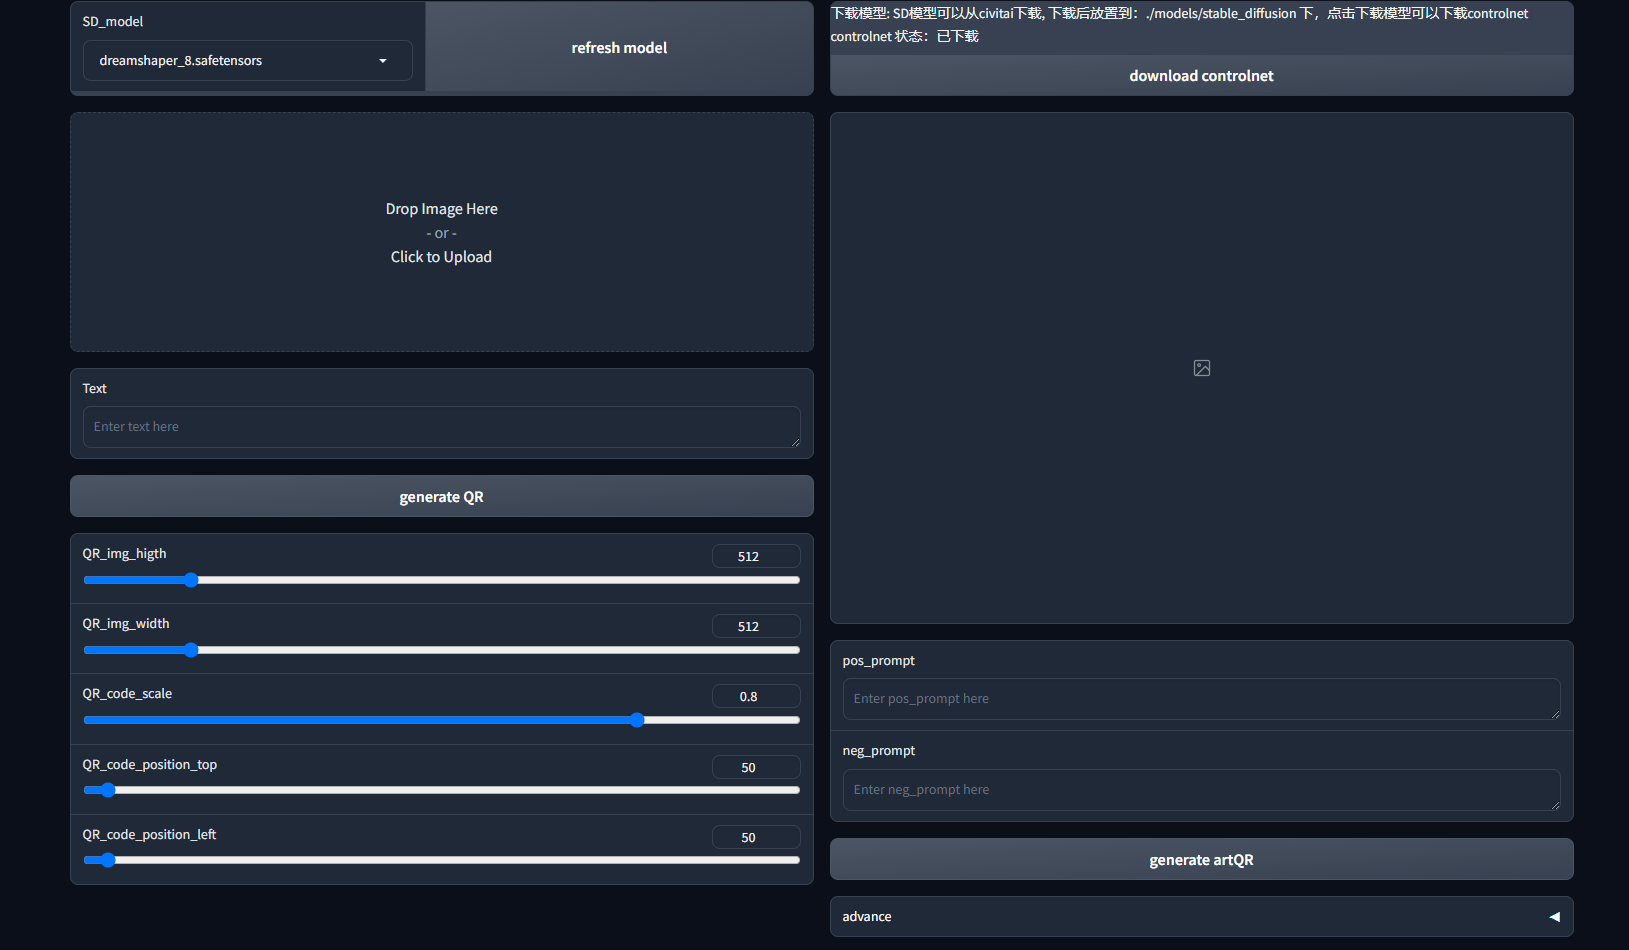 SD_model
dreamshaper_8.safetensors
refresh model
下载模型: SD模型可以从civitai下载, 下载后放置到：./models/stable_diffusion 下，点击下载模型可以下载controlnet
controlnet 状态：已下载
download controlnet
Drop Image Here
- or -
Click to Upload
Text
Enter text here
generate QR
QR_img_higth
512
QR_img_width
512
QR_code_scale
0.8
QR_code_position_top
50
QR_code_position_left
50
pos_prompt
Enter pos_prompt here
neg_prompt
Enter neg_prompt here
generate artQR
advance